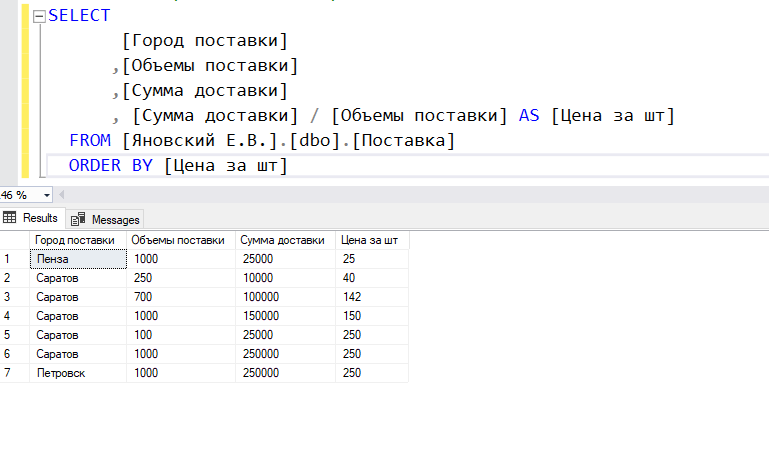 SELECT
[Город поставки]
,[Объемы поставки]
,[Сумма доставки]
, [Сумма доставки] / [Объемы поставки] AS [Цена за шт]
FROM [Яновский Е.В.].[dbo].[Поставка]
ORDER BY [Цена за шт]
46 %
Results Messages
Город поставки Объемы поставки Сумма доставки Цена за шт
1 Пенза 1000 25000 25
2 Саратов 250 10000 40
3 Саратов 700 100000 142
4 Саратов 1000 150000 150
5 Саратов 100 25000 250
6 Саратов 1000 250000 250
7 Петровск 1000 250000 250